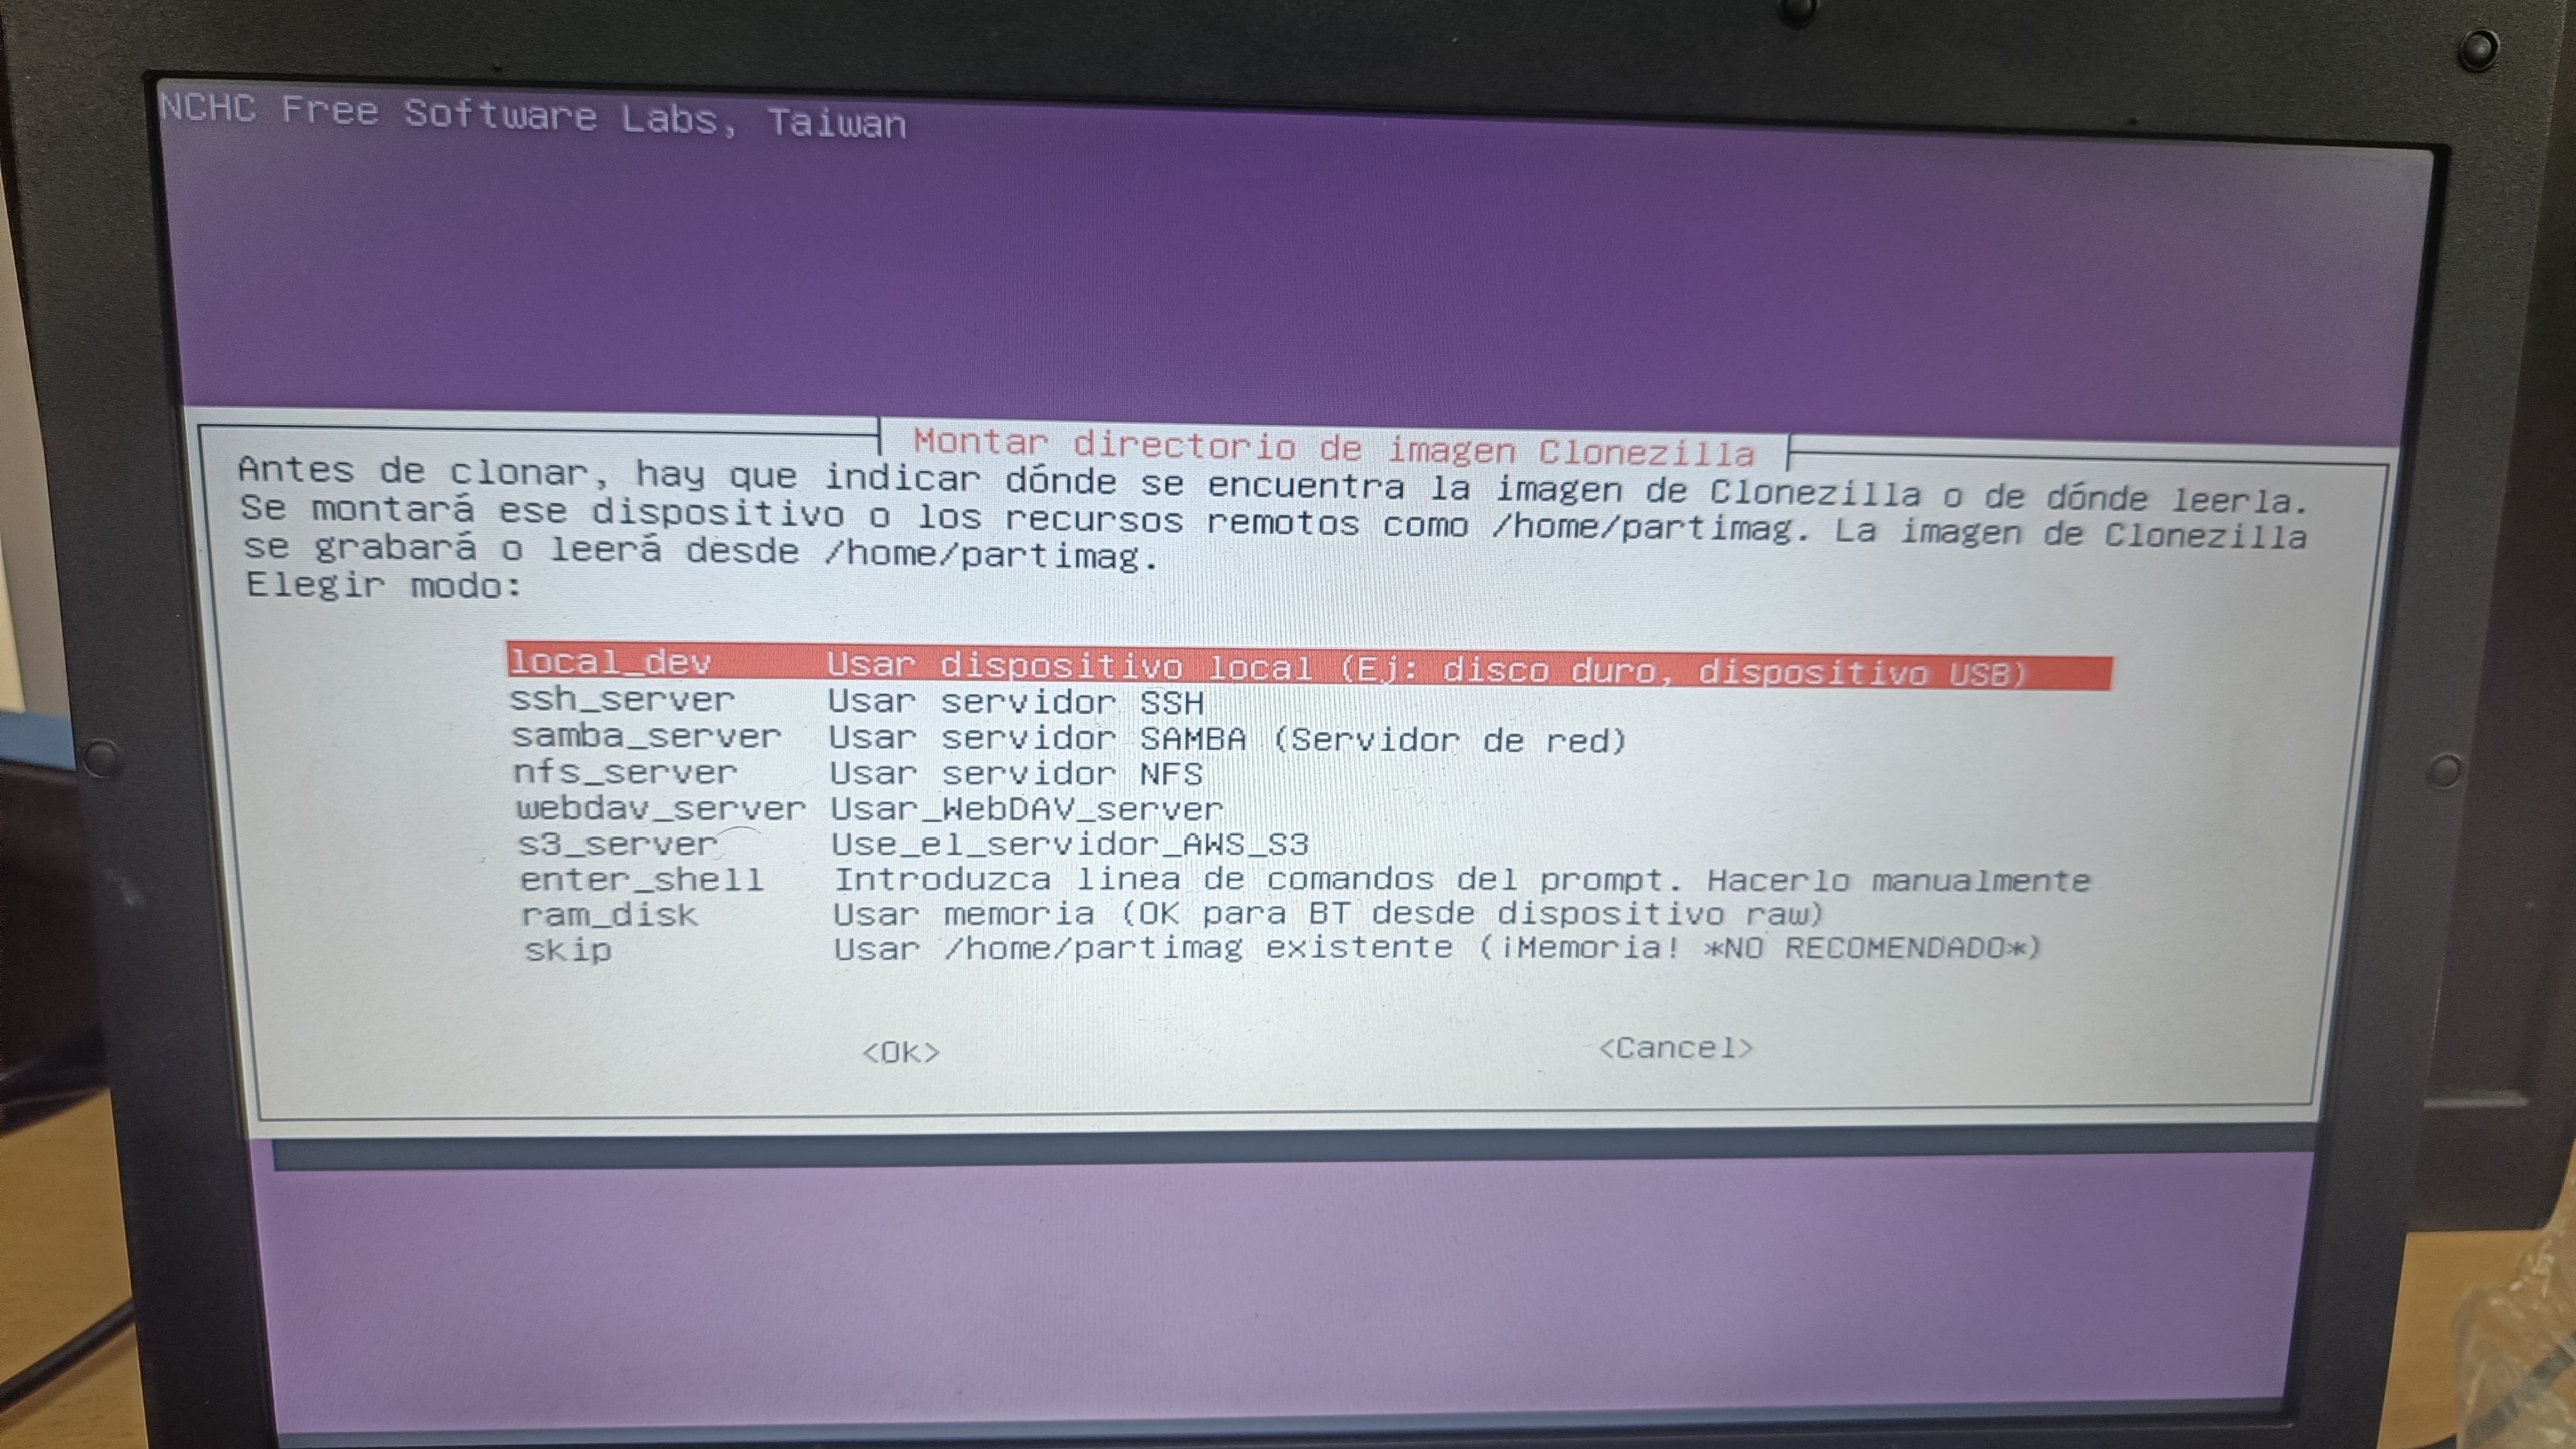 NCHC Free Software Labs, Taiwan
Montar directorio de imagen Clonezilla
Antes de clonar, hay que indicar dónde se encuentra la imagen de Clonezilla o de dónde leerla.
Se montará ese dispositivo o los recursos remotos como /home/partimag. La imagen de Clonezilla
se grabará o leerá desde /home/partimag.
Elegir modo:
local_dev Usar dispositivo local (Ej: disco duro, dispositivo USB)
ssh_server Usar servidor SSH
samba_server Usar servidor SAMBA (Servidor de red)
nfs_server Usar servidor NFS
webdav_server Usar_WebDAV_server
s3_server Use_el_servidor_AWS_S3
enter_shell Introduzca linea de comandos del prompt. Hacerlo manualmente
ram_disk Usar memoria (OK para BT desde dispositivo raw)
skip Usar /home/partimag existente (¡Memoria! *NO RECOMENDADO*)
<Ok> <Cancel>